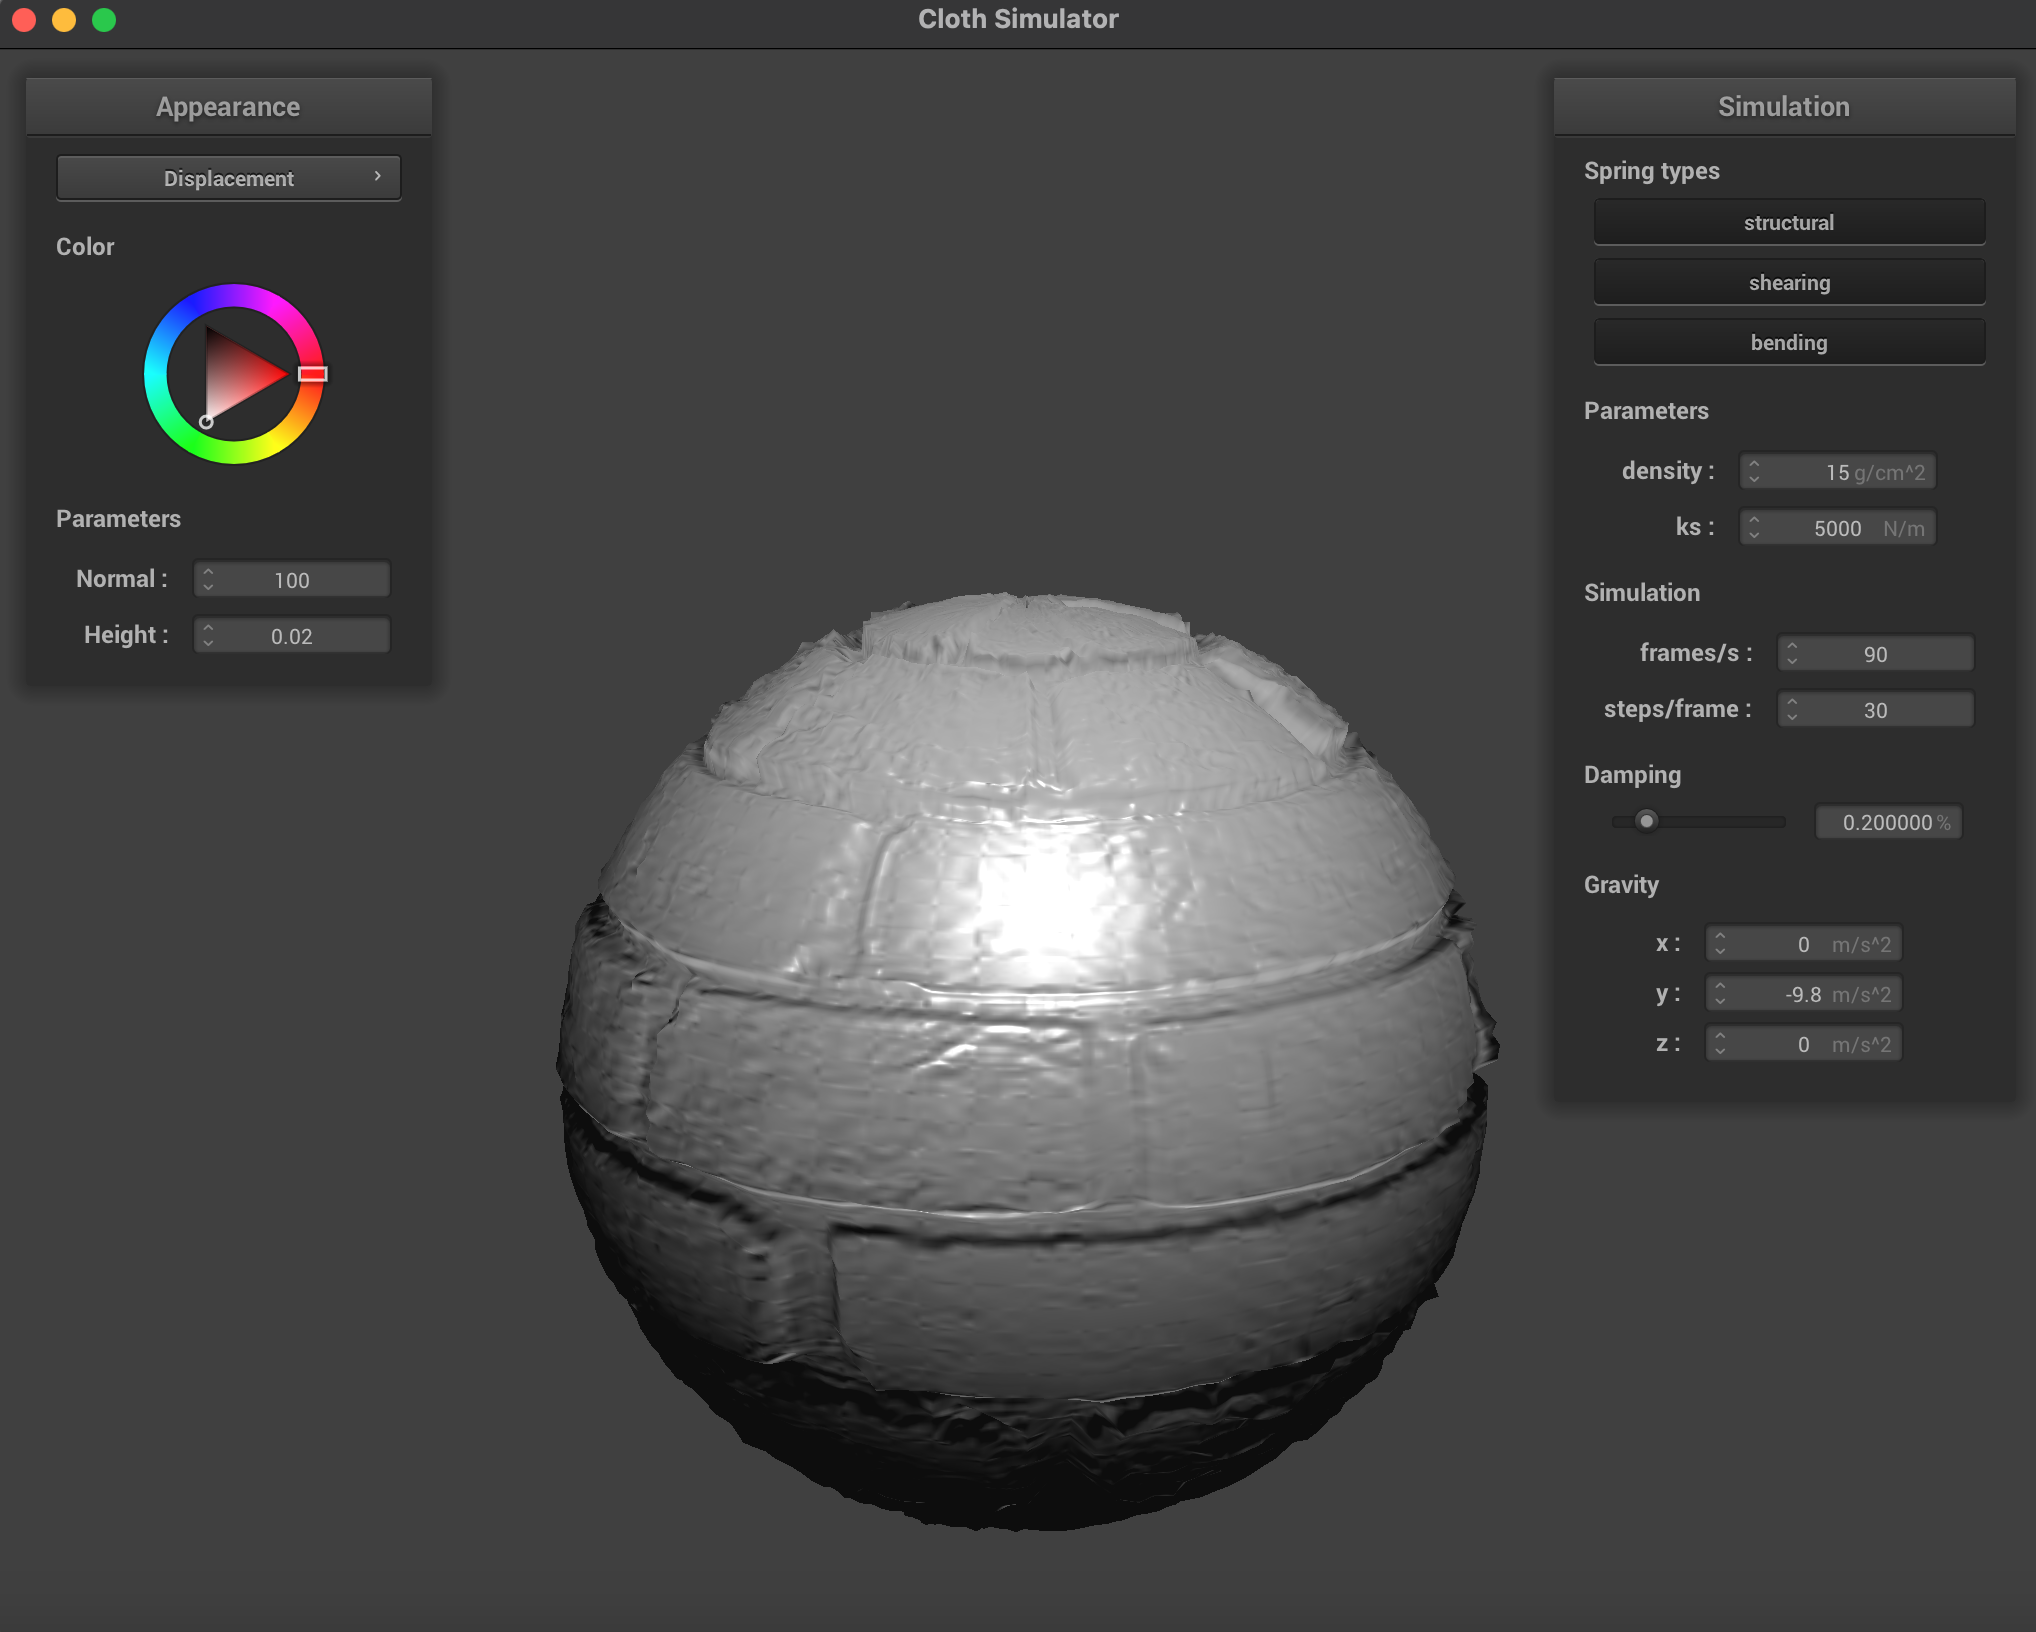 Cloth Simulator
Appearance
Displacement
Color
Parameters
Normal : 100
Height : 0.02
Simulation
Spring types
structural
shearing
bending
Parameters
density : 15 g/cm^2
ks : 5000 N/m
Simulation
frames/s : 90
steps/frame : 30
Damping
0.200000 %
Gravity
x : 0 m/s^2
y : -9.8 m/s^2
z : 0 m/s^2